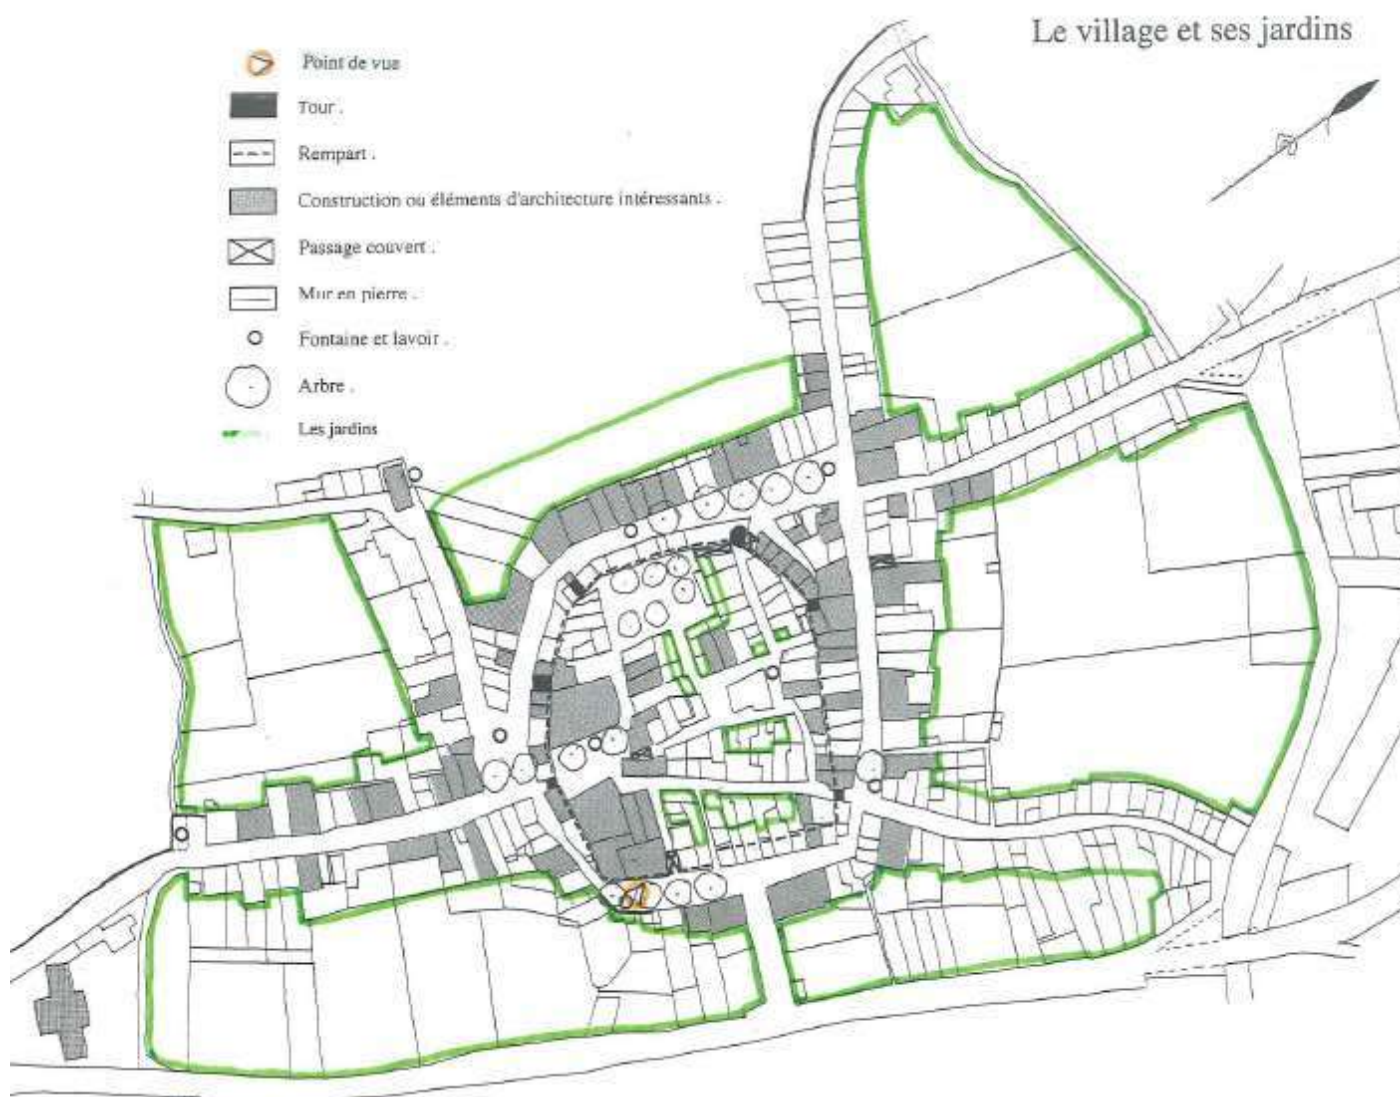 Le village et ses jardins
Point de vue
Tour .
Rempart .
Construction ou éléments d'architecture intéressants .
Passage couvert .
Mur en pierre .
Fontaine et lavoir .
Arbre .
Les jardins